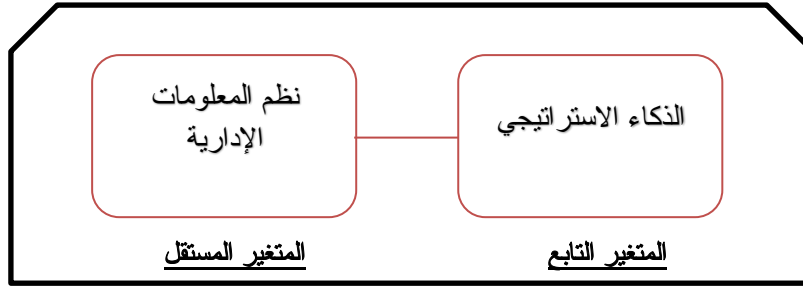 الذكاء الاستراتيجي
نظم المعلومات
الإدارية
المتغير التابع
المتغير المستقل